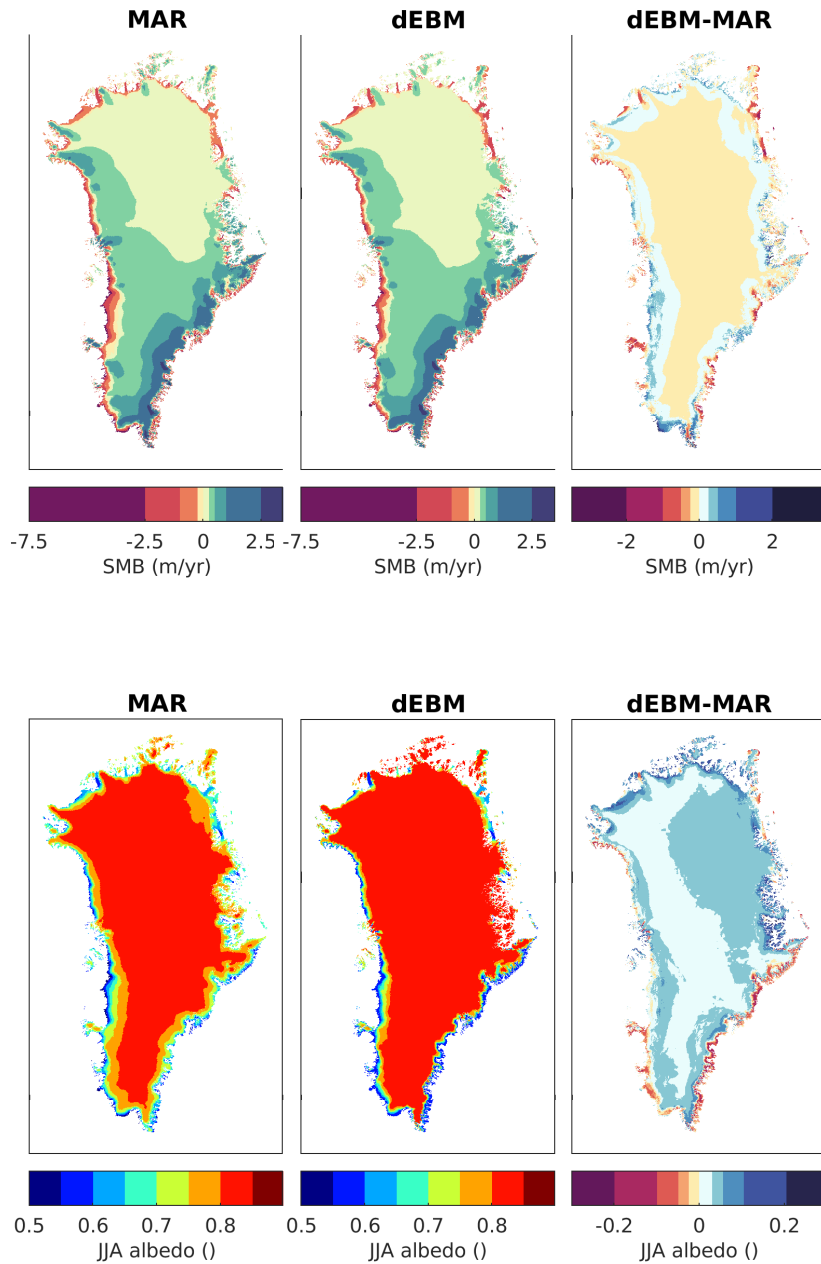 MAR dEBM dEBM-MAR
-7.5 -2.5 0 2.5 -7.5 -2.5 0 -2 0 2
SMB (m/yr) SMB (m/yr) SMB (m/yr)
MAR dEBM dEBM-MAR
0.5 0.6 0.7 0.8 0.5 0.6 0.7 0.8 -0.2 0 0.2
JJA albedo () JJA albedo () JJA albedo ()